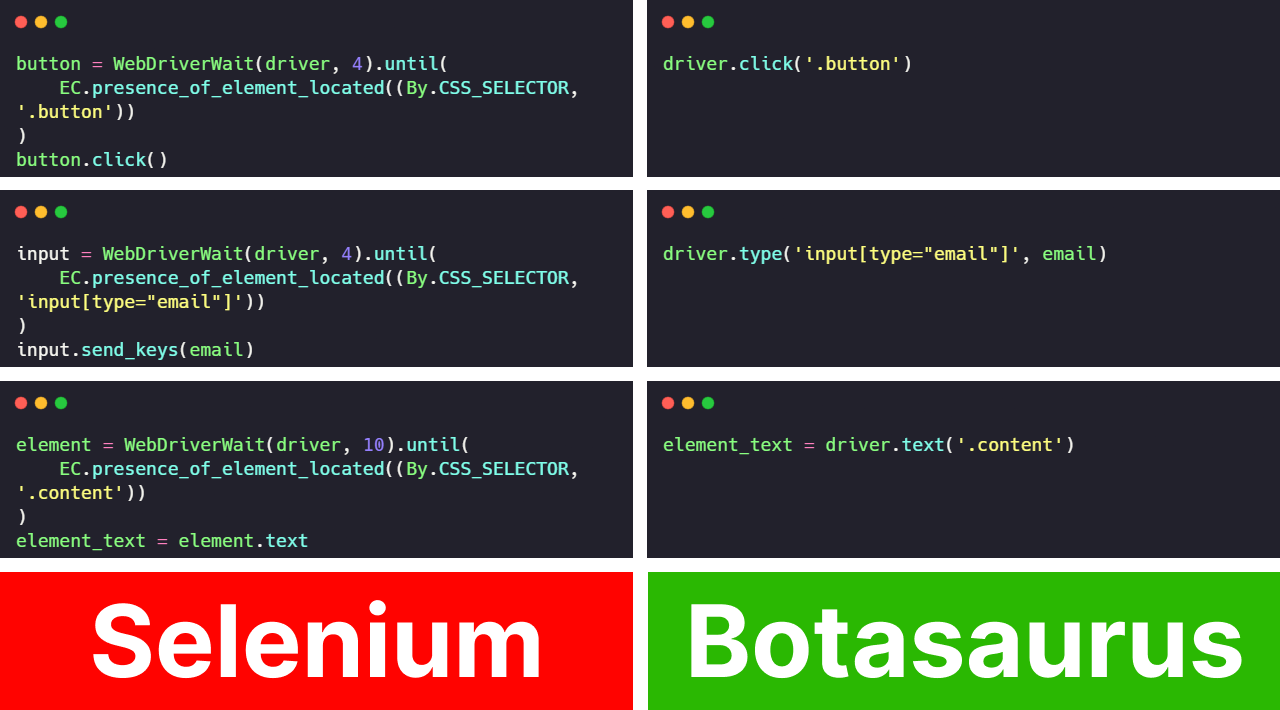 button = WebDriverWait(driver, 4).until(
    EC.presence_of_element_located((By.CSS_SELECTOR,
'.button'))
)
button.click()
driver.click('.button')
input = WebDriverWait(driver, 4).until(
    EC.presence_of_element_located((By.CSS_SELECTOR,
'input[type="email"]'))
)
input.send_keys(email)
driver.type('input[type="email"]', email)
element = WebDriverWait(driver, 10).until(
    EC.presence_of_element_located((By.CSS_SELECTOR,
'.content'))
)
element_text = element.text
element_text = driver.text('.content')
Selenium
Botasaurus